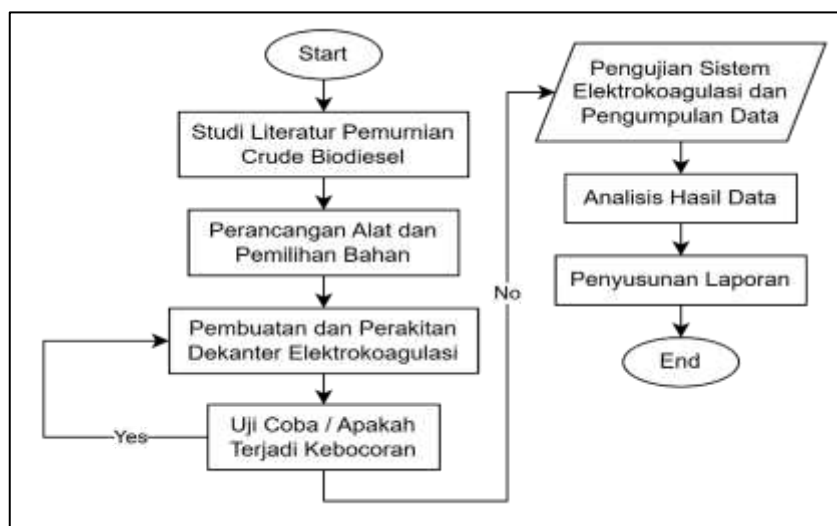 Start
Studi Literatur Pemurnian
Crude Biodiesel
Perancangan Alat dan
Pemilihan Bahan
Pembuatan dan Perakitan
Dekanter Elektrokoagulasi
Uji Coba / Apakah
Terjadi Kebocoran
Yes
No
Pengujian Sistem
Elektrokoagulasi dan
Pengumpulan Data
Analisis Hasil Data
Penyusunan Laporan
End